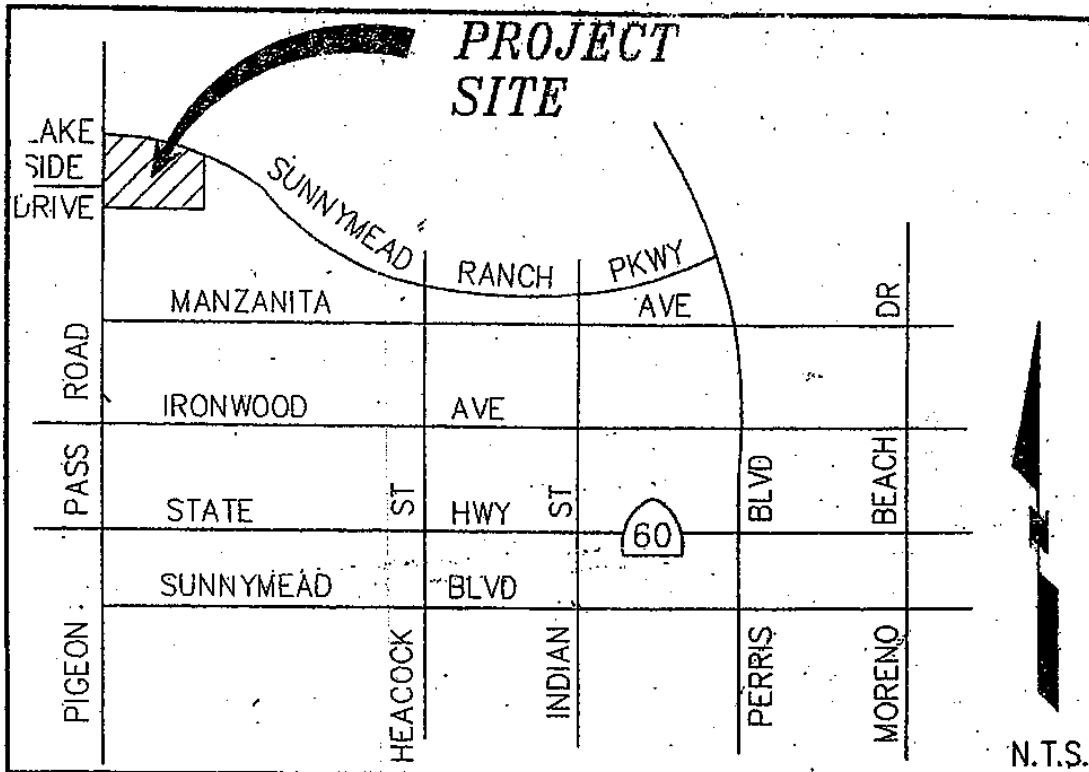 PROJECT
SITE
LAKE
SIDE
DRIVE
SUNNYMEAD RANCH PKWY
MANZANITA AVE
IRONWOOD AVE
STATE HWY 60
SUNNYMEAD BLVD
PIGEON PASS ROAD
HEACOCK ST
INDIAN ST
PERRIS BLVD
MORENO BEACH DR
N
N.T.S.